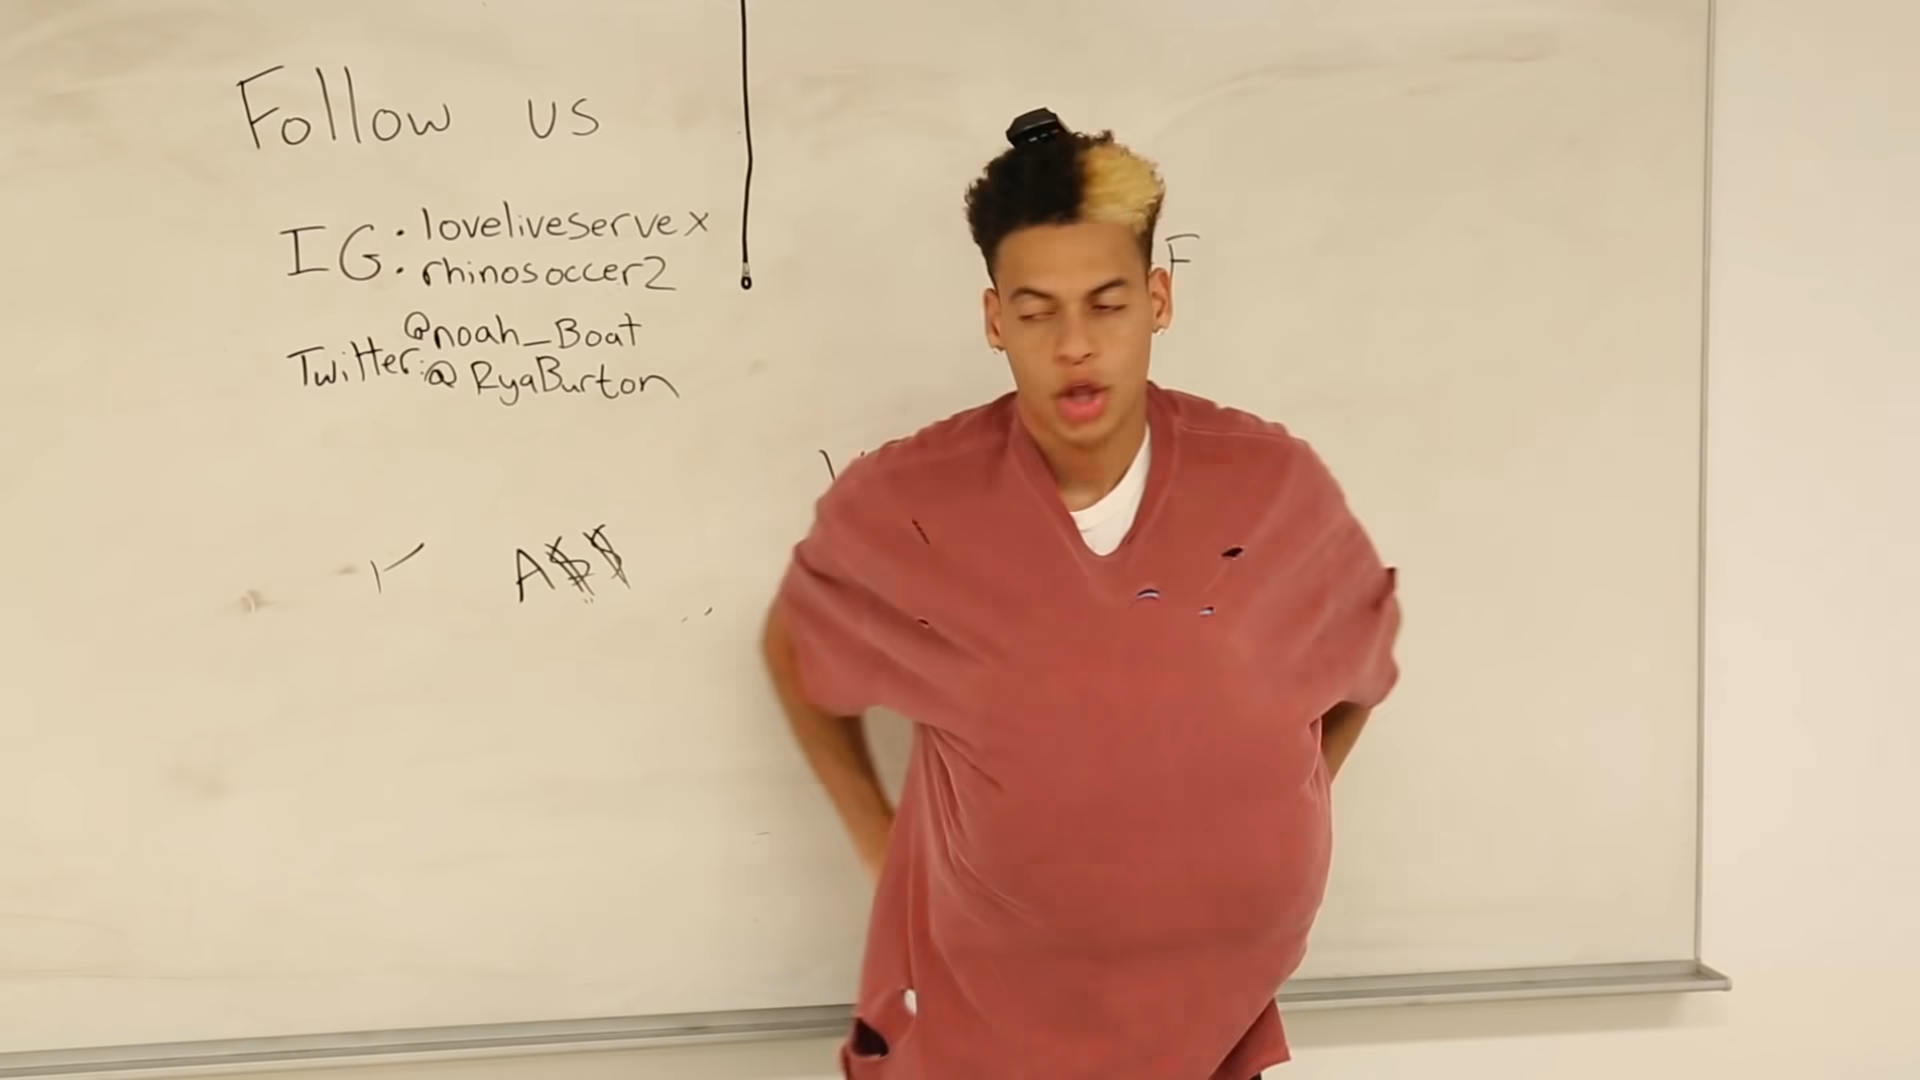 Follow us
IG: loveliveservex
rhinosoccer2
@noah_Boat
Twitter: @RyaBurton
F
A$$